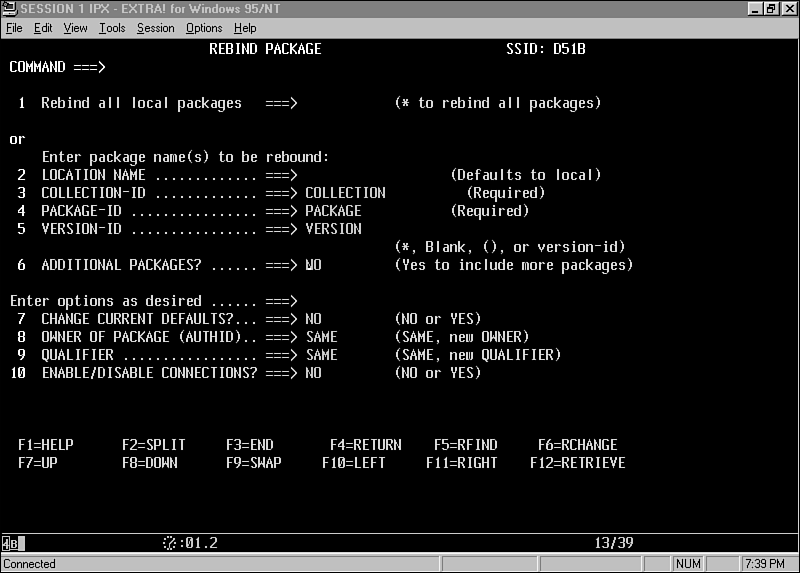 SESSION 1 IPX - EXTRA! for Windows 95/NT
File Edit View Tools Session Options Help
REBIND PACKAGE SSID: D51B
COMMAND ===>
1 Rebind all local packages ===> (* to rebind all packages)
or
Enter package name(s) to be rebound:
2 LOCATION NAME ............. ===> (Defaults to local)
3 COLLECTION-ID ............. ===> COLLECTION (Required)
4 PACKAGE-ID ................ ===> PACKAGE (Required)
5 VERSION-ID ................ ===> VERSION
(*, Blank, (), or version-id)
6 ADDITIONAL PACKAGES? ...... ===> NO (Yes to include more packages)
Enter options as desired ...... ===>
7 CHANGE CURRENT DEFAULTS?... ===> NO (NO or YES)
8 OWNER OF PACKAGE (AUTHID).. ===> SAME (SAME, new OWNER)
9 QUALIFIER ................. ===> SAME (SAME, new QUALIFIER)
10 ENABLE/DISABLE CONNECTIONS? ===> NO (NO or YES)
F1=HELP F2=SPLIT F3=END F4=RETURN F5=RFIND F6=RCHANGE
F7=UP F8=DOWN F9=SWAP F10=LEFT F11=RIGHT F12=RETRIEVE
4B :01.2 13/39
Connected NUM 7:39 PM